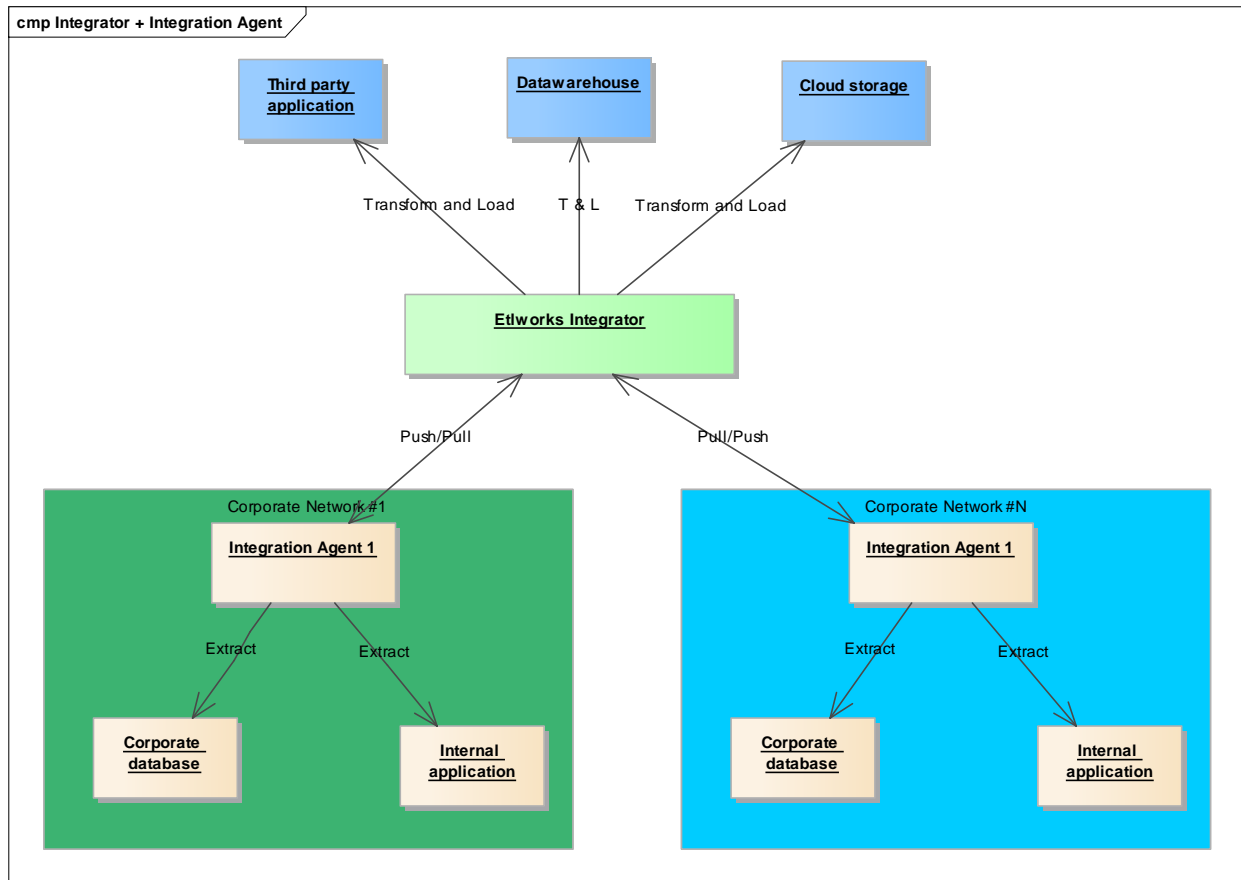 cmp Integrator + Integration Agent
Third party
application
Datawarehouse
Cloud storage
Transform and Load
T & L
Transform and Load
Etlworks Integrator
Push/Pull
Pull/Push
Corporate Network #1
Corporate Network #N
Integration Agent 1
Integration Agent 1
Extract
Extract
Extract
Extract
Corporate
database
Internal
application
Corporate
database
Internal
application